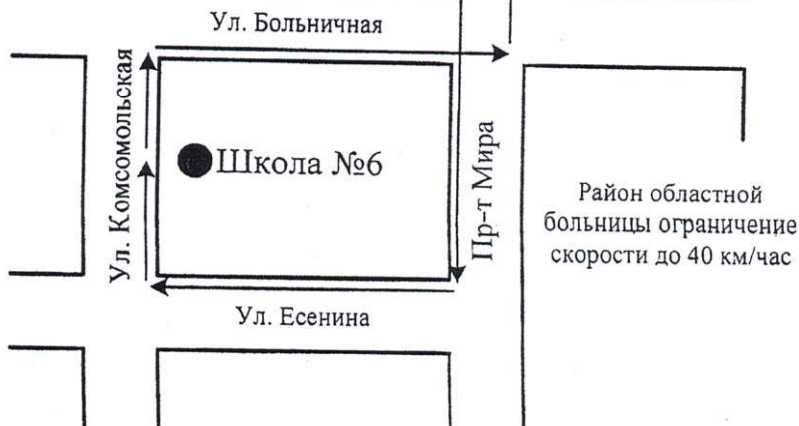 Ул. Больничная
Ул. Комсомольская
Школа №6
Пр-т Мира
Район областной
больницы ограничение
скорости до 40 км/час
Ул. Есенина